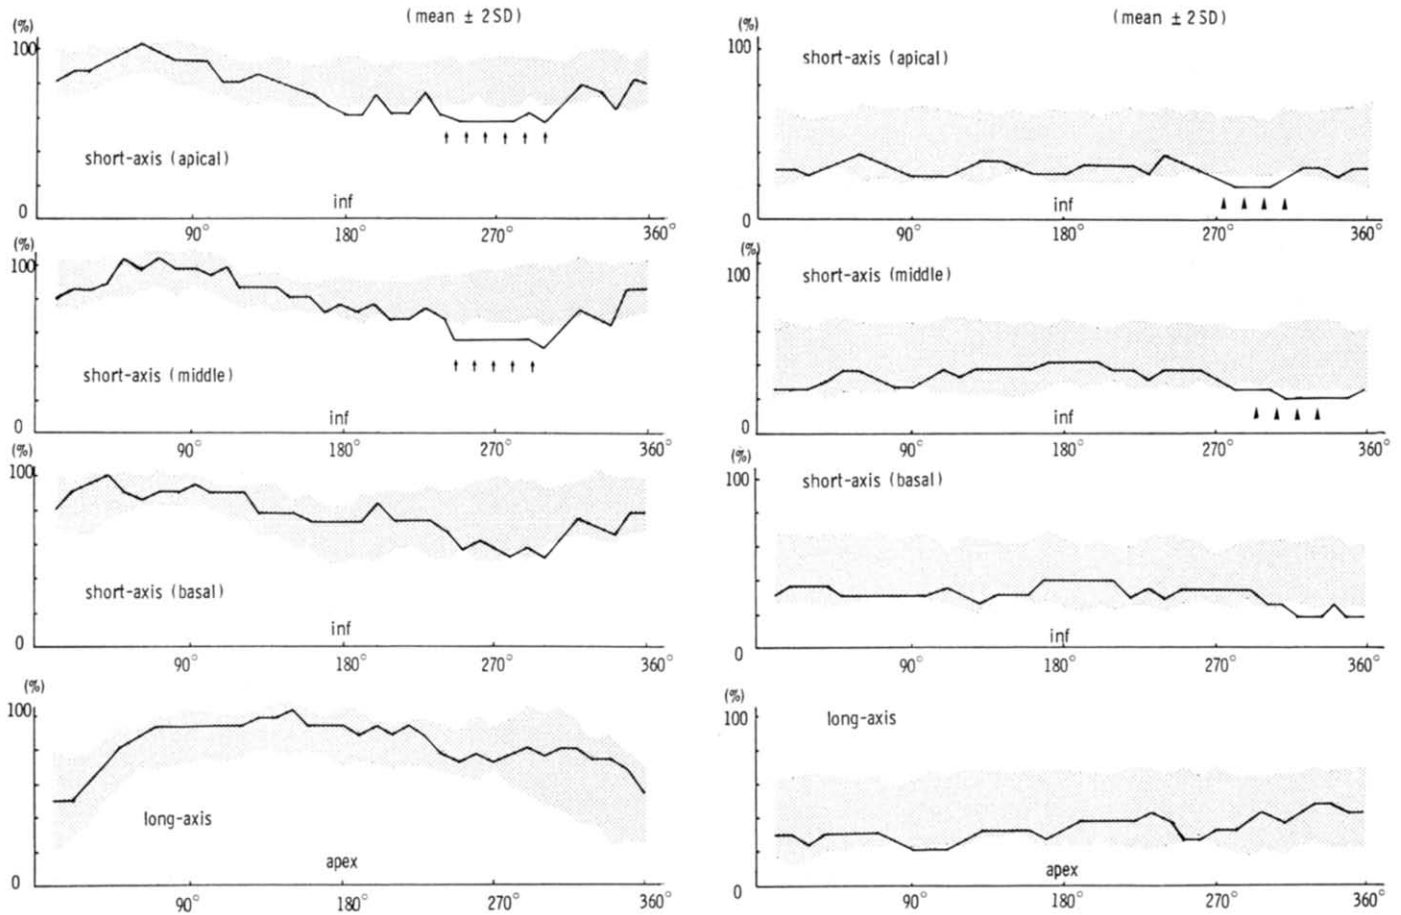 (mean ± 2SD)
(%)
100
short-axis (apical)
inf
0
90° 180° 270° 360°
(%)
100
short-axis (middle)
inf
0
90° 180° 270° 360°
(%)
100
short-axis (basal)
inf
0
90° 180° 270° 360°
(%)
100
long-axis
apex
0
90° 180° 270° 360°
(mean ± 2SD)
(%)
100
short-axis (apical)
inf
0
90° 180° 270° 360°
(%)
100
short-axis (middle)
inf
0
90° 180° 270° 360°
(%)
100
short-axis (basal)
inf
0
90° 180° 270° 360°
(%)
100
long-axis
apex
0
90° 180° 270° 360°